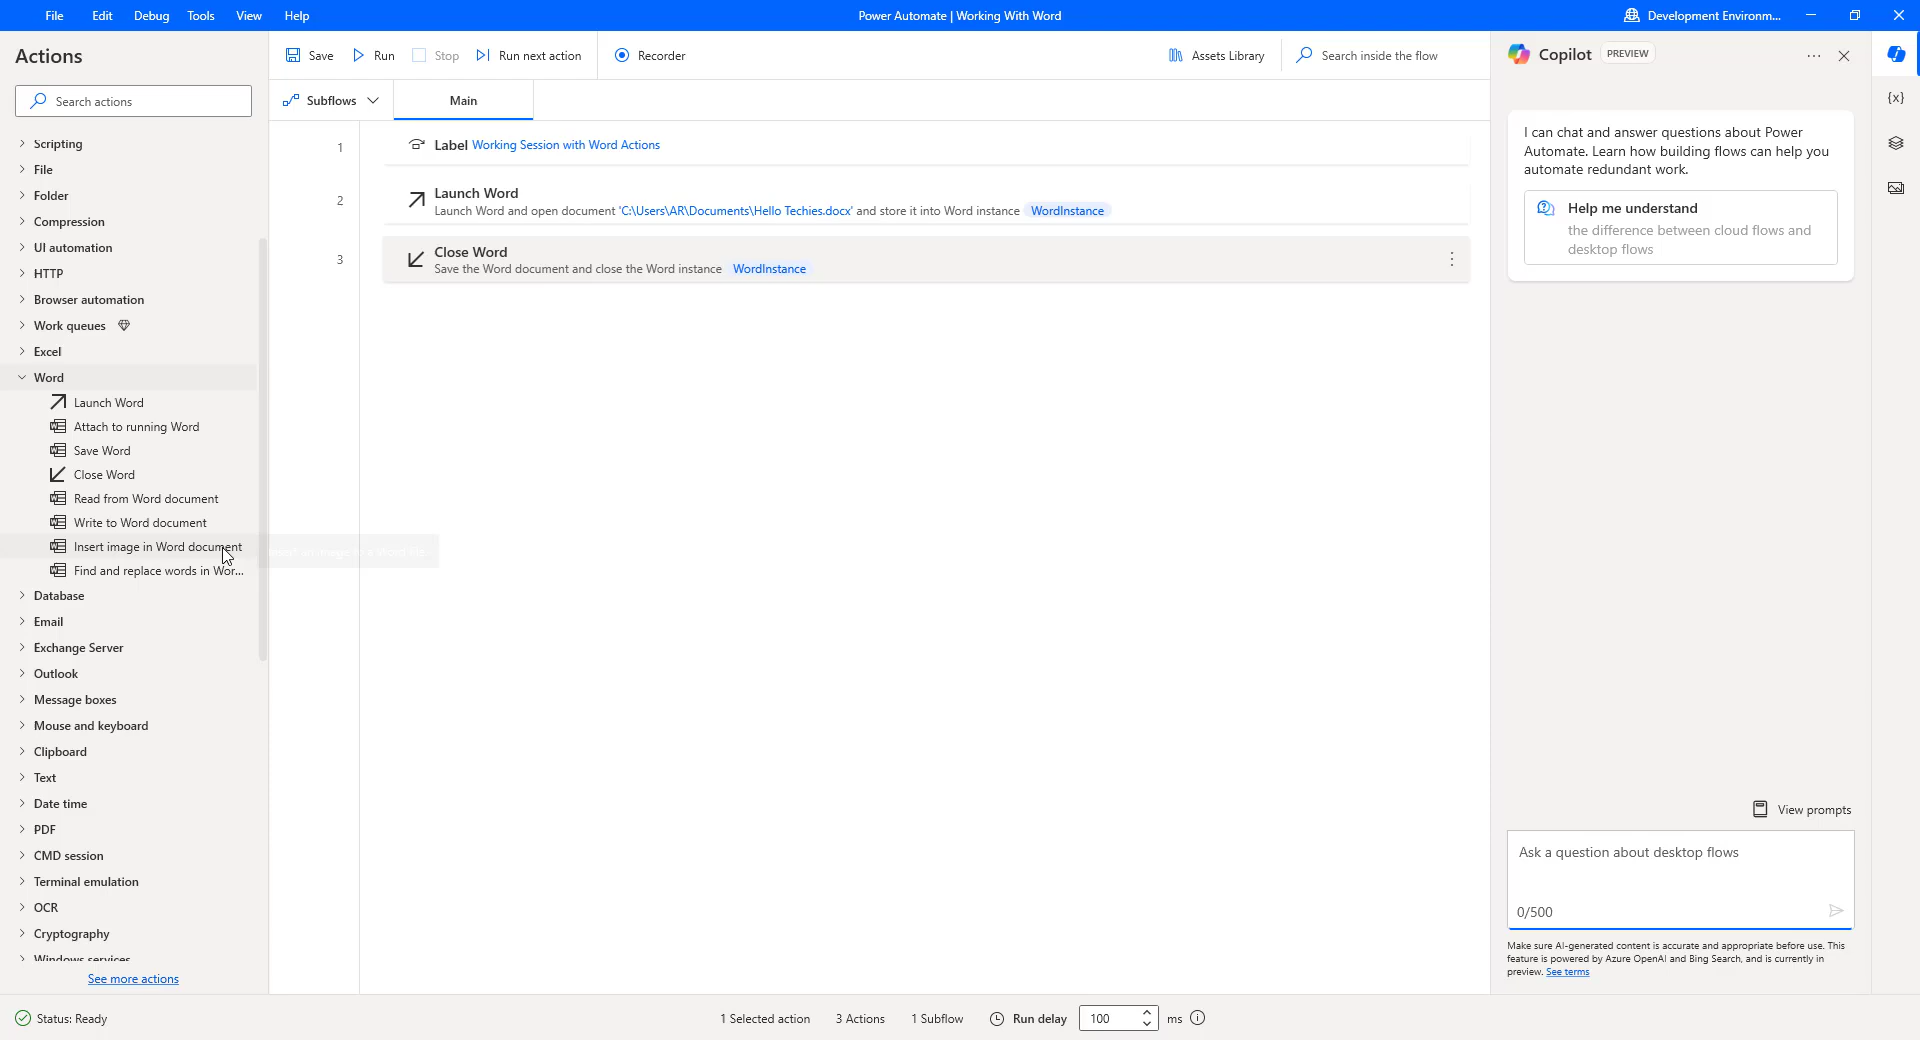 File Edit Debug Tools View Help
Power Automate | Working With Word
Development Environm...
Actions
Search actions
Scripting
File
Folder
Compression
UI automation
HTTP
Browser automation
Work queues
Excel
Word
Launch Word
Attach to running Word
Save Word
Close Word
Read from Word document
Write to Word document
Insert image in Word document
Find and replace words in Wor...
Database
Email
Exchange Server
Outlook
Message boxes
Mouse and keyboard
Clipboard
Text
Date time
PDF
CMD session
Terminal emulation
OCR
Cryptography
Windows services
See more actions
Save Run Stop Run next action Recorder
Assets Library Search inside the flow
Subflows Main
1 Label Working Session with Word Actions
2 Launch Word
Launch Word and open document 'C:\Users\AR\Documents\Hello Techies.docx' and store it into Word instance WordInstance
3 Close Word
Save the Word document and close the Word instance WordInstance
Copilot PREVIEW
{x}
I can chat and answer questions about Power
Automate. Learn how building flows can help you
automate redundant work.
Help me understand
the difference between cloud flows and
desktop flows
View prompts
Ask a question about desktop flows
0/500
Make sure AI-generated content is accurate and appropriate before use. This
feature is powered by Azure OpenAI and Bing Search, and is currently in
preview. See terms
Status: Ready
1 Selected action 3 Actions 1 Subflow Run delay 100 ms